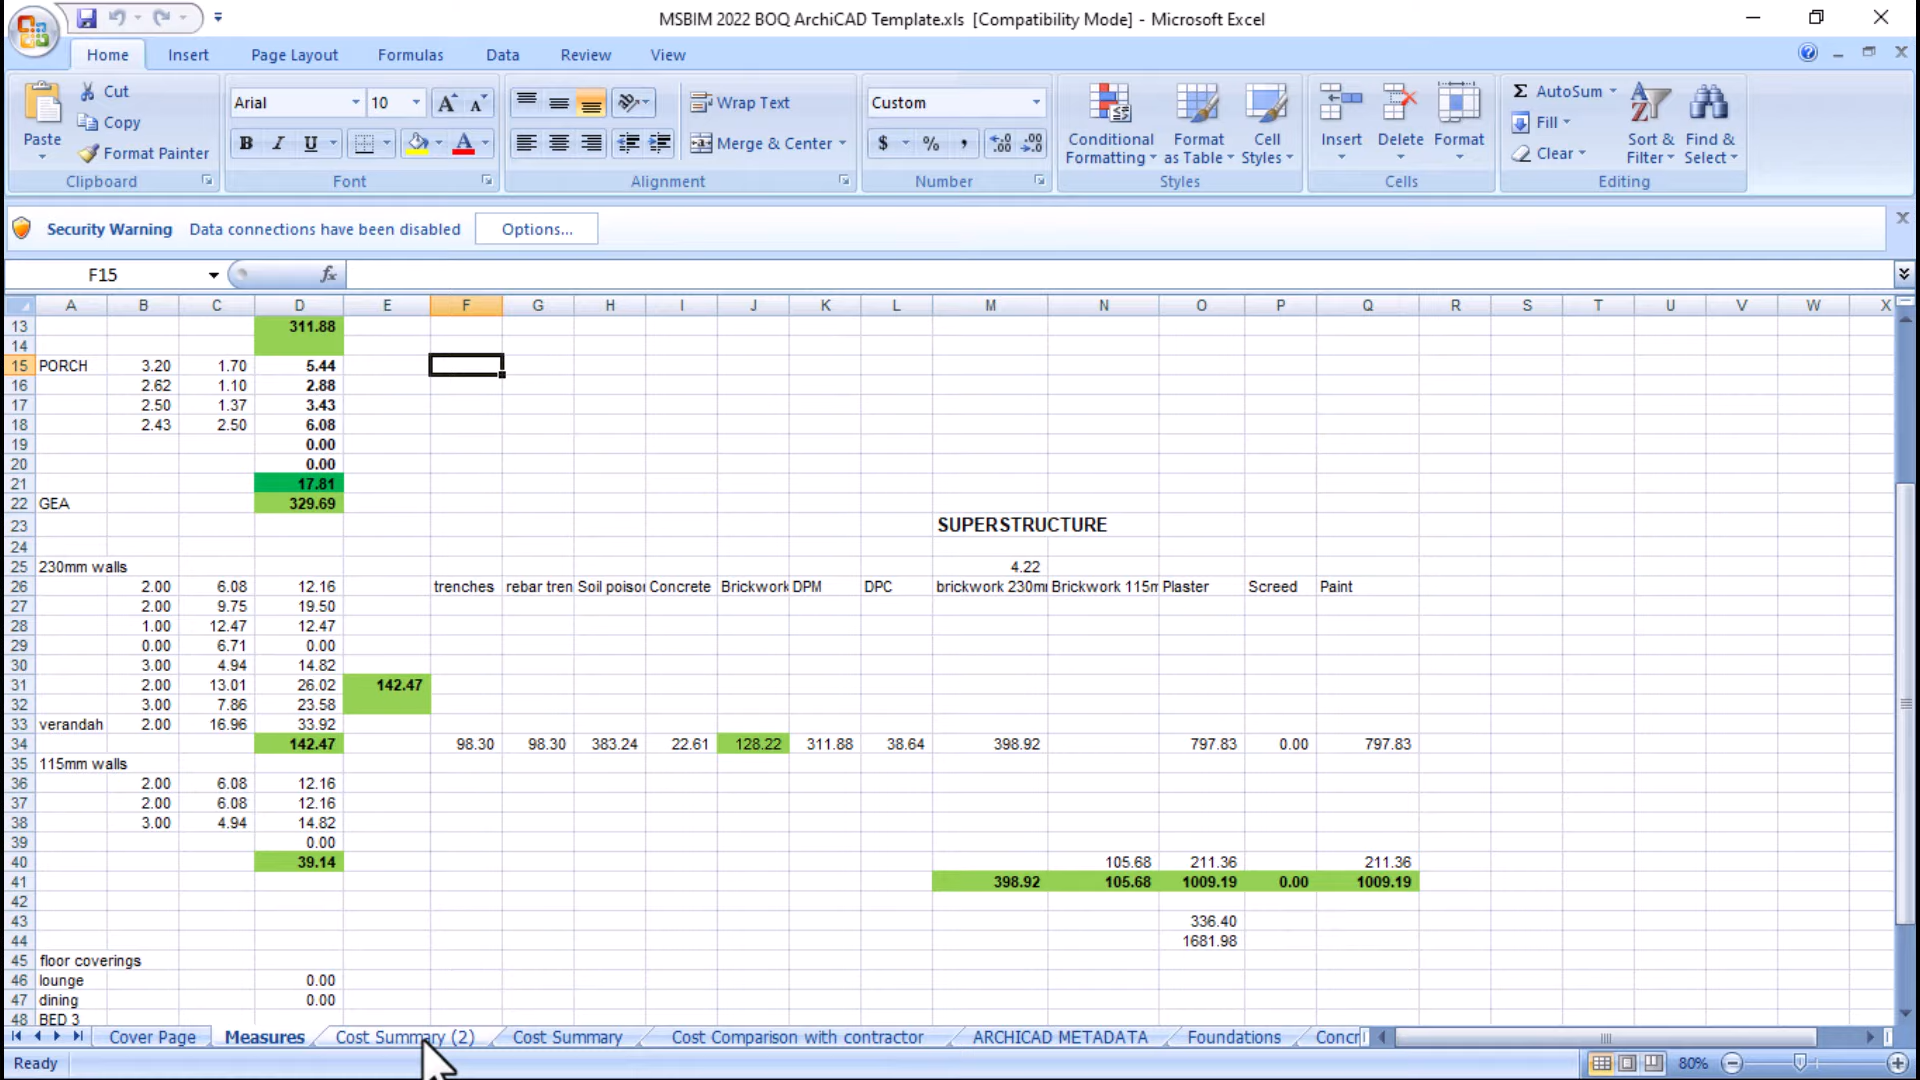 MSBIM 2022 BOQ ArchiCAD Template.xls [Compatibility Mode] - Microsoft Excel
Home Insert Page Layout Formulas Data Review View
Paste Cut Copy Format Painter Clipboard
Arial 10 B I U Font
Wrap Text Merge & Center Alignment
Custom $ % , Number
Conditional Formatting Format as Table Cell Styles Styles
Insert Delete Format Cells
Σ AutoSum Fill Clear Sort & Filter Find & Select Editing
Security Warning Data connections have been disabled Options...
F15 fx
A B C D E F G H I J K L M N O P Q R S T U V W X
13 311.88
14
15 PORCH 3.20 1.70 5.44
16 2.62 1.10 2.88
17 2.50 1.37 3.43
18 2.43 2.50 6.08
19 0.00
20 0.00
21 17.81
22 GEA 329.69
23 SUPERSTRUCTURE
24
25 230mm walls 4.22
26 2.00 6.08 12.16 trenches rebar tren Soil poisor Concrete Brickwork DPM DPC brickwork 230m Brickwork 115m Plaster Screed Paint
27 2.00 9.75 19.50
28 1.00 12.47 12.47
29 0.00 6.71 0.00
30 3.00 4.94 14.82
31 2.00 13.01 26.02 142.47
32 3.00 7.86 23.58
33 verandah 2.00 16.96 33.92
34 142.47 98.30 98.30 383.24 22.61 128.22 311.88 38.64 398.92 797.83 0.00 797.83
35 115mm walls
36 2.00 6.08 12.16
37 2.00 6.08 12.16
38 3.00 4.94 14.82
39 0.00
40 39.14 105.68 211.36 211.36
41 398.92 105.68 1009.19 0.00 1009.19
42
43 336.40
44 1681.98
45 floor coverings
46 lounge 0.00
47 dining 0.00
48 BED 3
Cover Page Measures Cost Summary (2) Cost Summary Cost Comparison with contractor ARCHICAD METADATA Foundations Concr
Ready 80%